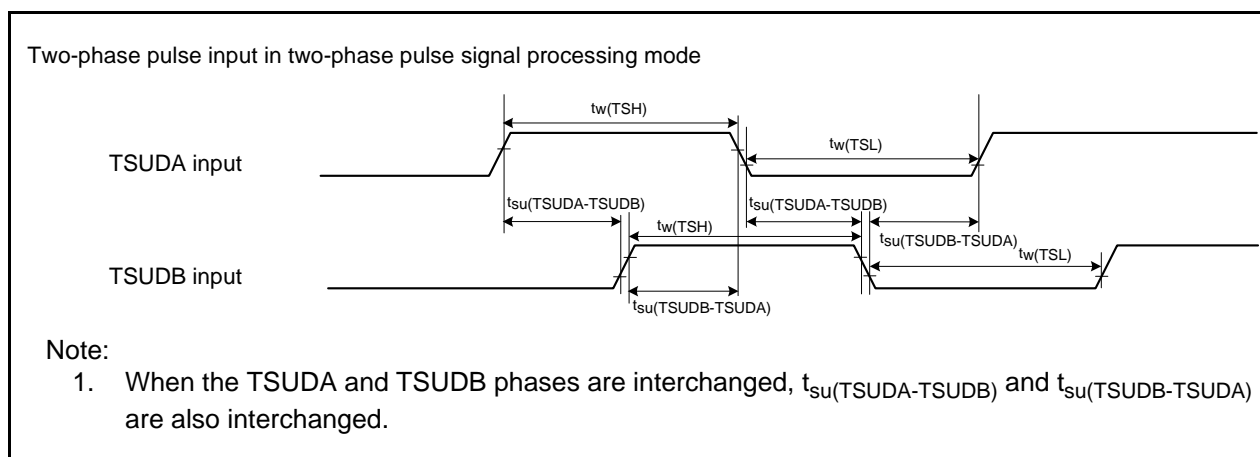 Two-phase pulse input in two-phase pulse signal processing mode
tw(TSH)
TSUDA input
tw(TSL)
tsu(TSUDA-TSUDB)
tsu(TSUDA-TSUDB)
tw(TSH)
tsu(TSUDB-TSUDA)
tw(TSL)
TSUDB input
tsu(TSUDB-TSUDA)
Note:
1. When the TSUDA and TSUDB phases are interchanged, tsu(TSUDA-TSUDB) and tsu(TSUDB-TSUDA)
are also interchanged.